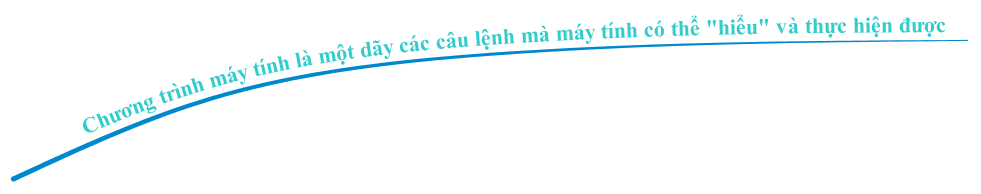 Chương trình máy tính là một dãy các câu lệnh mà máy tính có thể "hiểu" và thực hiện được